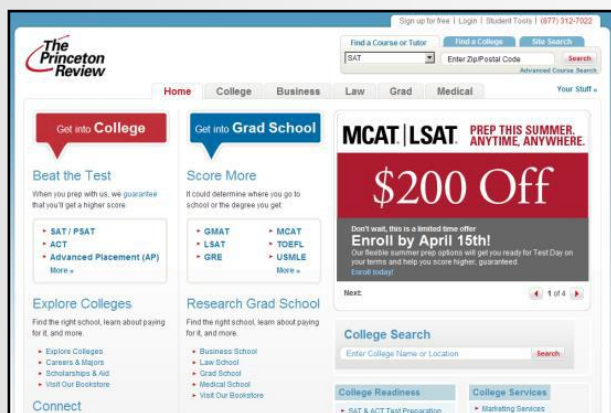 Sign up for free | Login | Student Tools | (877) 312-7022
The
Princeton
Review
Find a Course or Tutor
Find a College
Site Search
SAT
Enter Zip/Postal Code
Search
Advanced Course Search
Home
College
Business
Law
Grad
Medical
Your Stuff »
Get into College
Beat the Test
When you prep with us, we guarantee
that you'll get a higher score.
SAT / PSAT
ACT
Advanced Placement (AP)
More »
Explore Colleges
Find the right school, learn about paying
for it, and more.
Explore Colleges
Careers & Majors
Scholarships & Aid
Visit Our Bookstore
Connect
Get into Grad School
Score More
It could determine where you go to
school or the degree you get.
GMAT
LSAT
GRE
MCAT
TOEFL
USMLE
More »
Research Grad School
Find the right school, learn about paying
for it, and more.
Business School
Law School
Grad School
Medical School
Visit Our Bookstore
MCAT | LSAT
PREP THIS SUMMER.
ANYTIME, ANYWHERE.
$200 Off
Don't wait, this is a limited time offer
Enroll by April 15th!
Our flexible summer prep options will get you ready for Test Day on
your terms and help you score higher, guaranteed.
Enroll today!
Next:
1 of 4
College Search
Enter College Name or Location
Search
College Readiness
SAT & ACT Test Preparation
College Services
Marketing Services